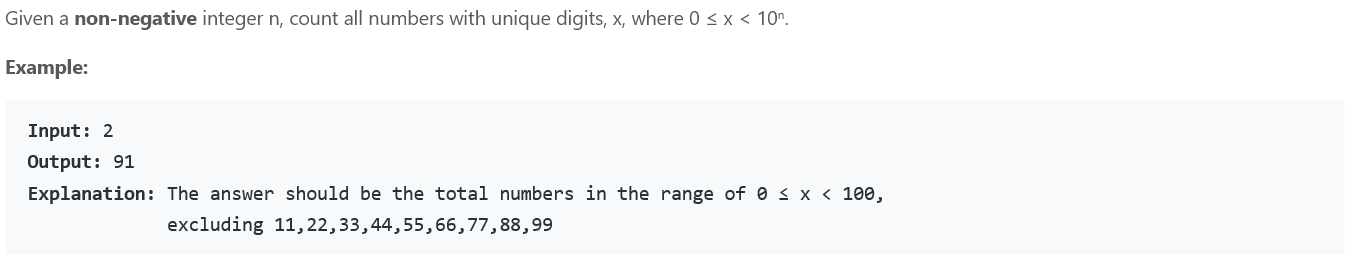 Given a non-negative integer n, count all numbers with unique digits, x, where 0 ≤ x < 10ⁿ.
Example:
Input: 2
Output: 91
Explanation: The answer should be the total numbers in the range of 0 ≤ x < 100,
excluding 11,22,33,44,55,66,77,88,99